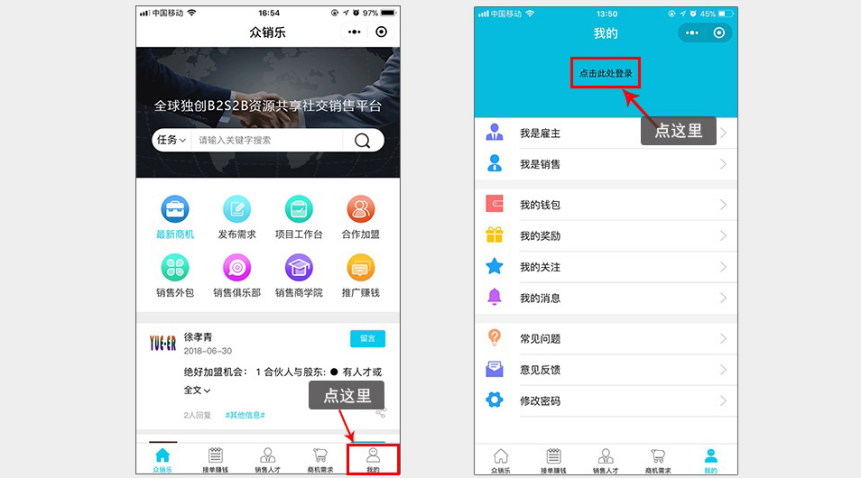 中国移动
16:54
97%
众销乐
全球独创B2S2B资源共享社交销售平台
任务
请输入关键字搜索
最新商机
发布需求
项目工作台
合作加盟
销售外包
销售俱乐部
销售商学院
推广赚钱
YUE-ER
徐孝青
2018-06-30
留言
绝好加盟机会： 1 合伙人与股东: ● 有人才或
全文
点这里
2人回复
#其他信息#
众销乐
接单赚钱
销售人才
商机需求
我的
中国移动
13:50
45%
我的
点击此处登录
点这里
我是雇主
我是销售
我的钱包
我的奖励
我的关注
我的消息
常见问题
意见反馈
修改密码
众销乐
接单赚钱
销售人才
商机需求
我的